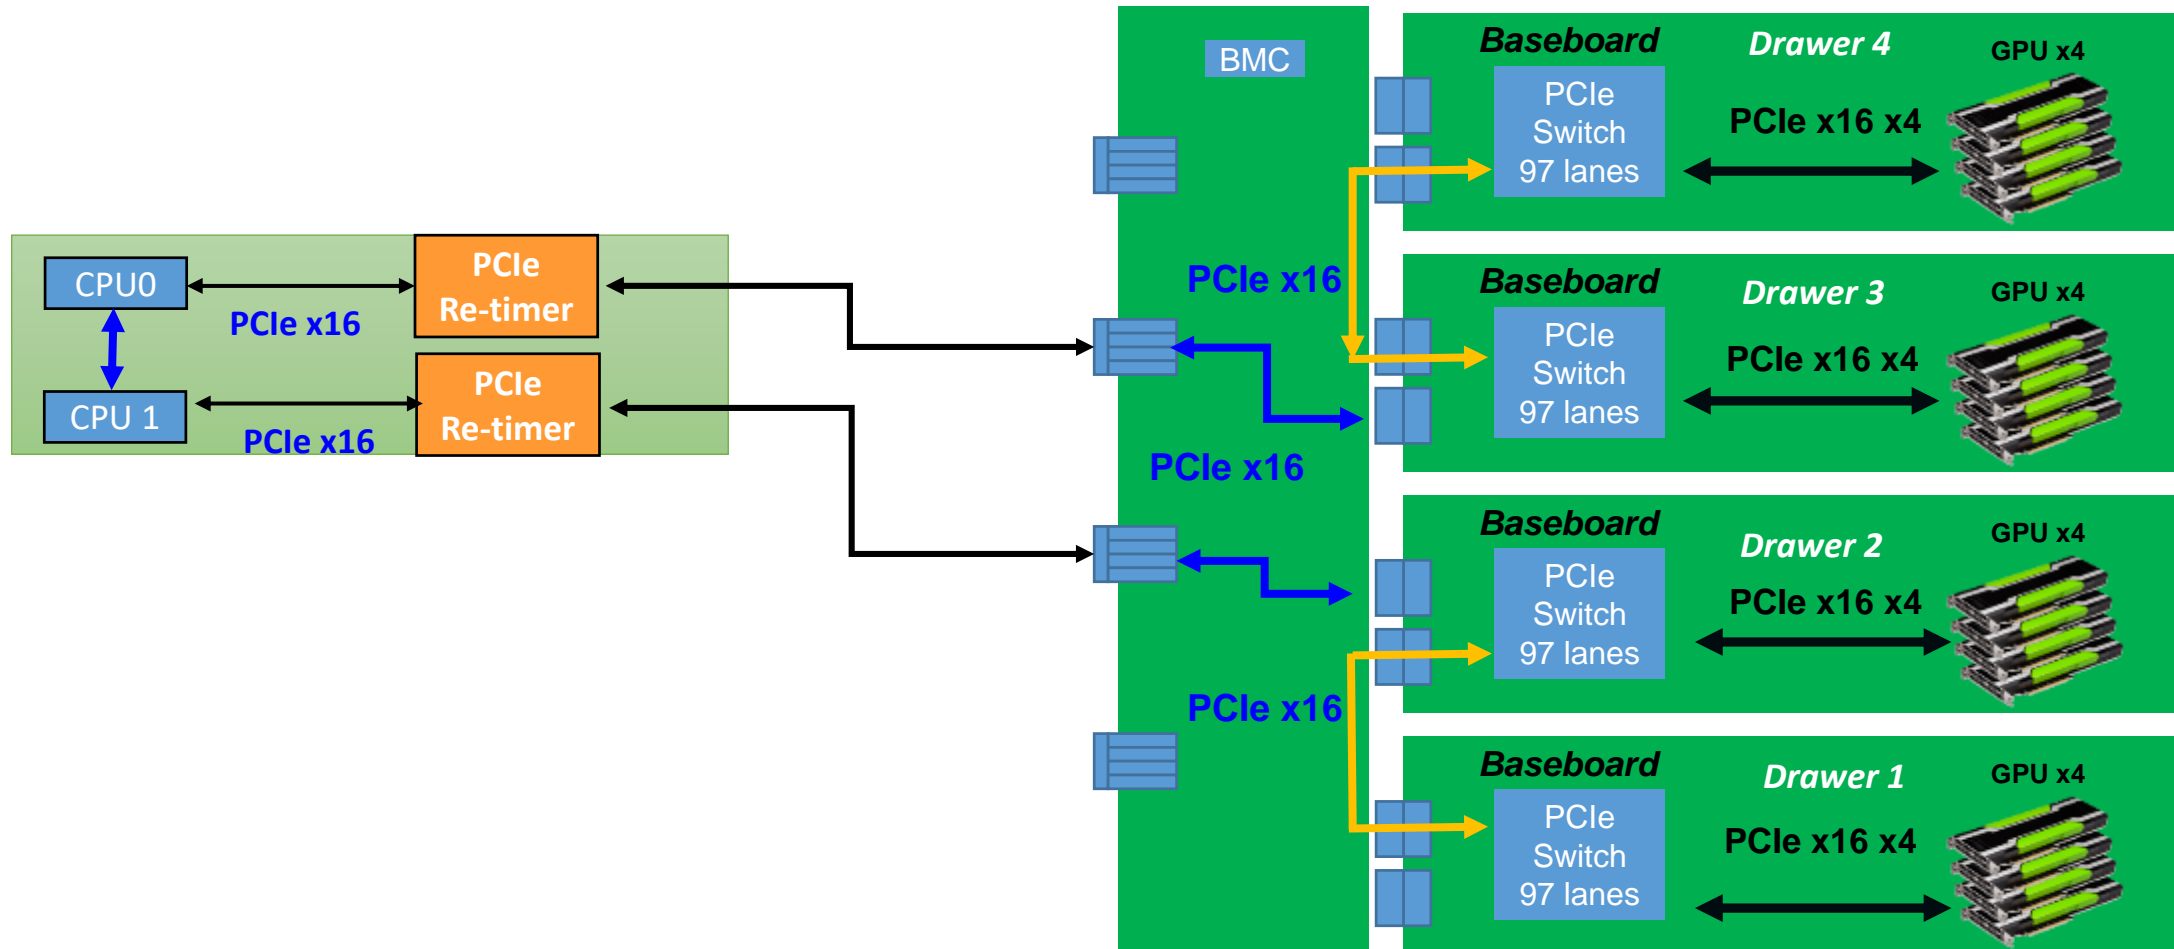 CPU0
PCIe x16
CPU 1
PCIe x16
PCIe
Re-timer
PCIe
Re-timer
BMC
PCIe x16
PCIe x16
PCIe x16
Baseboard
Drawer 4
GPU x4
PCIe
Switch
97 lanes
PCIe x16 x4
Baseboard
Drawer 3
GPU x4
PCIe
Switch
97 lanes
PCIe x16 x4
Baseboard
Drawer 2
GPU x4
PCIe
Switch
97 lanes
PCIe x16 x4
Baseboard
Drawer 1
GPU x4
PCIe
Switch
97 lanes
PCIe x16 x4